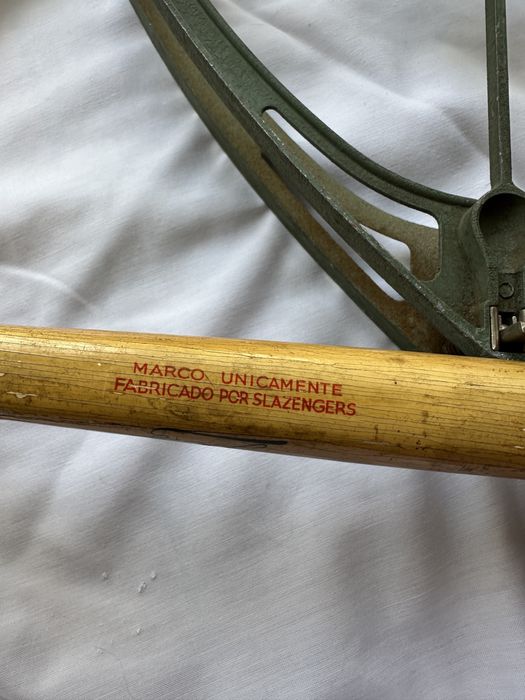 MARCO UNICAMENTE
FABRICADO POR SLAZENGERS